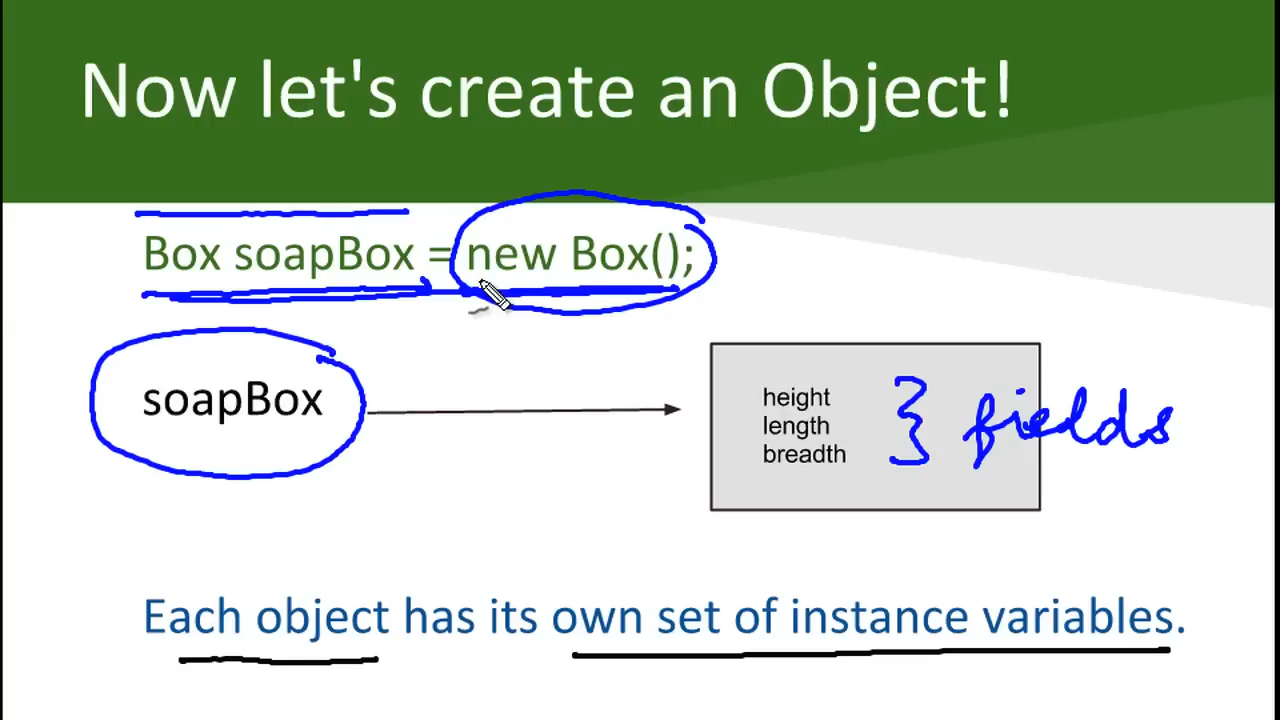 Now let's create an Object!
Box soapBox = new Box();
soapBox
height
length
breadth
} fields
Each object has its own set of instance variables.